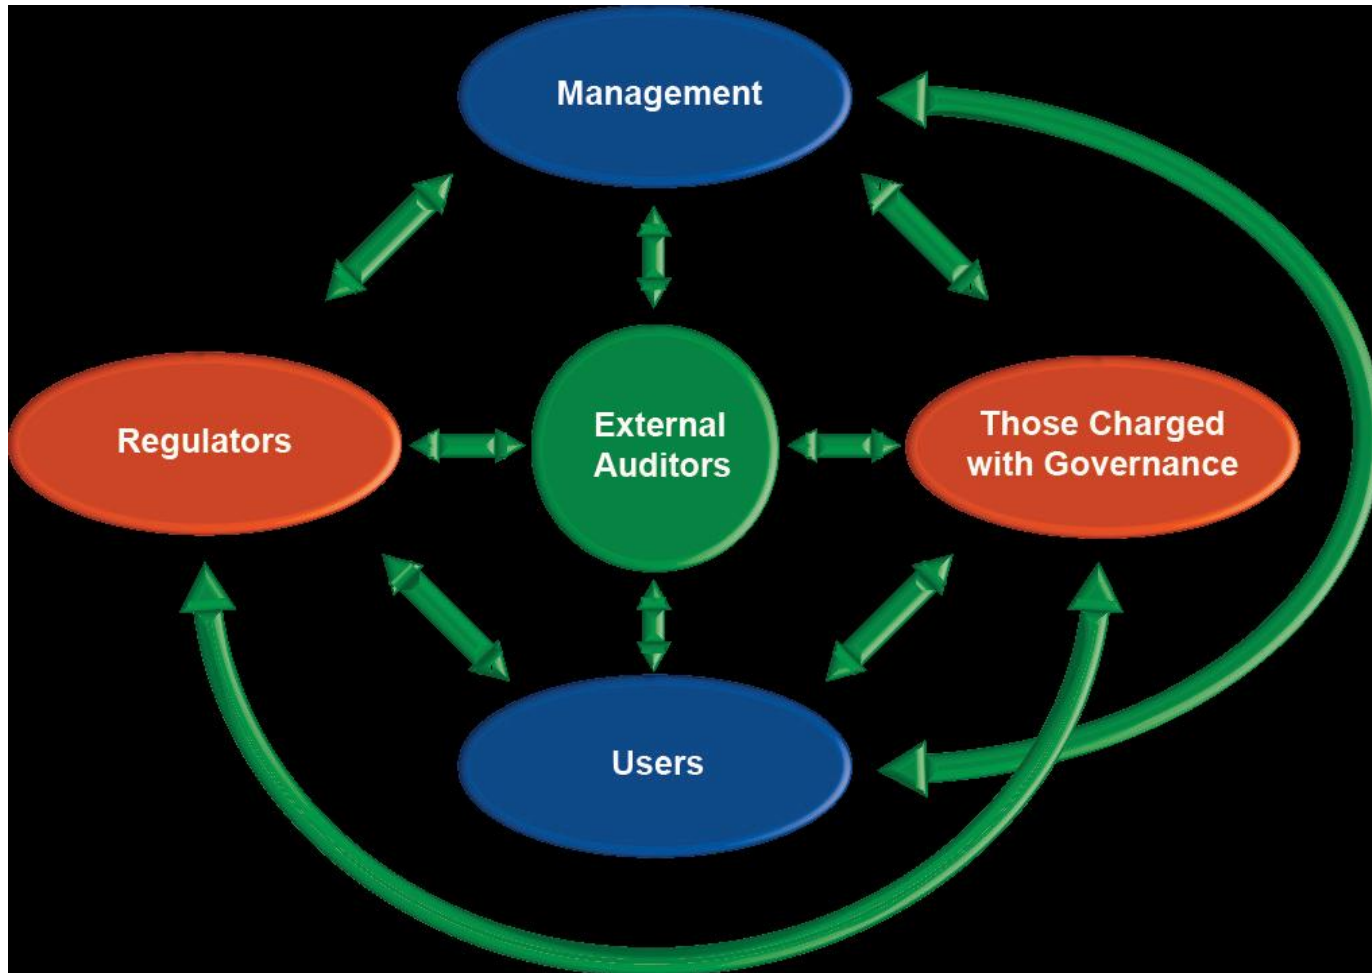 Management
Regulators
External
Auditors
Those Charged
with Governance
Users